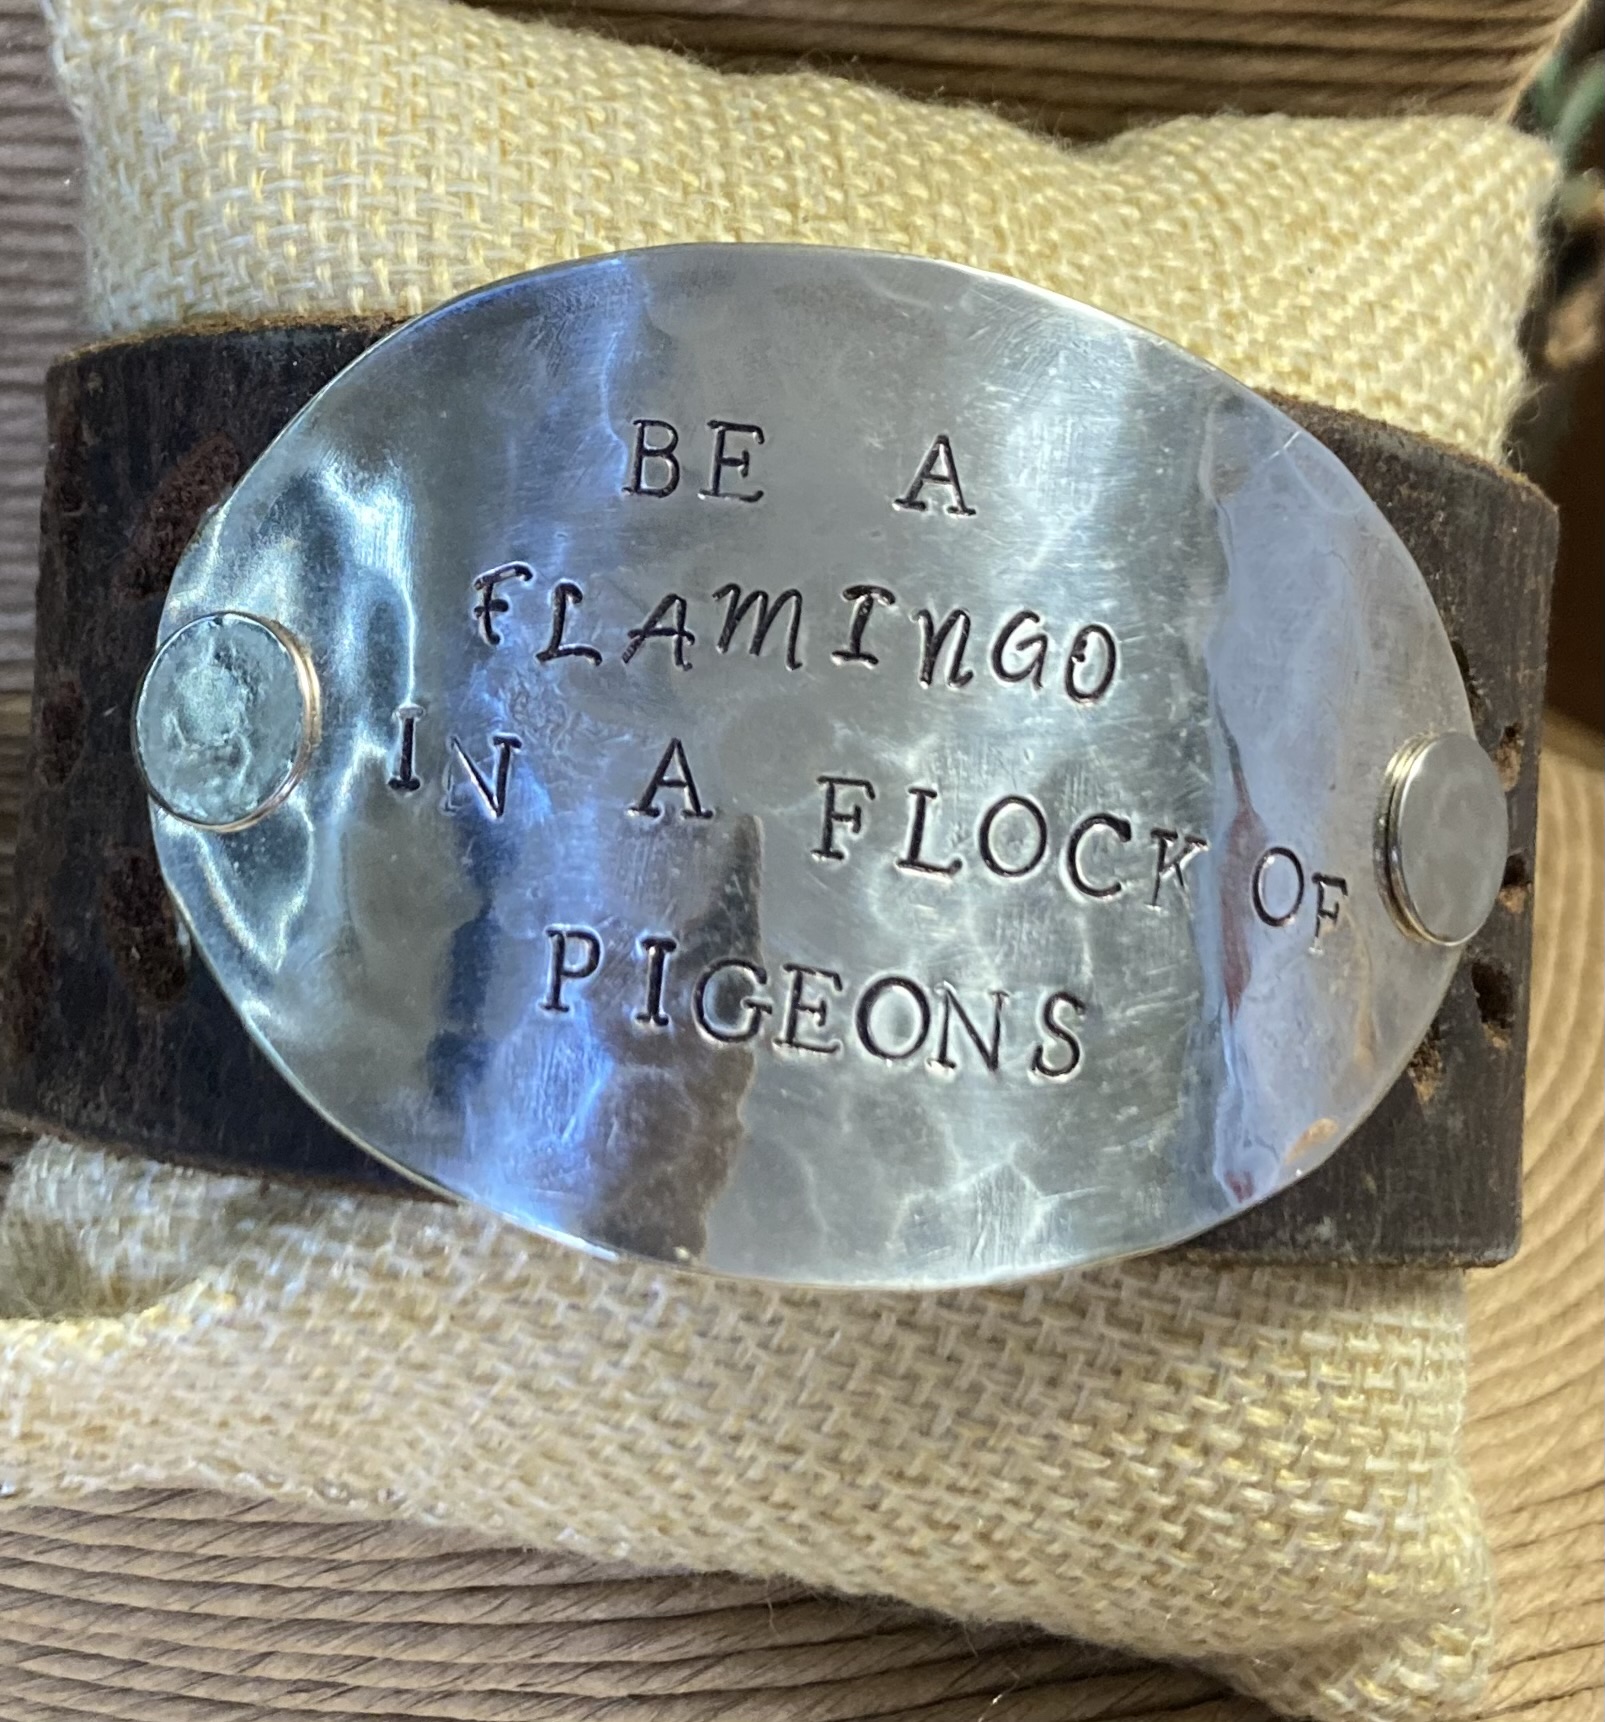 BE A
FLAMINGO
IN A FLOCK OF
PIGEONS